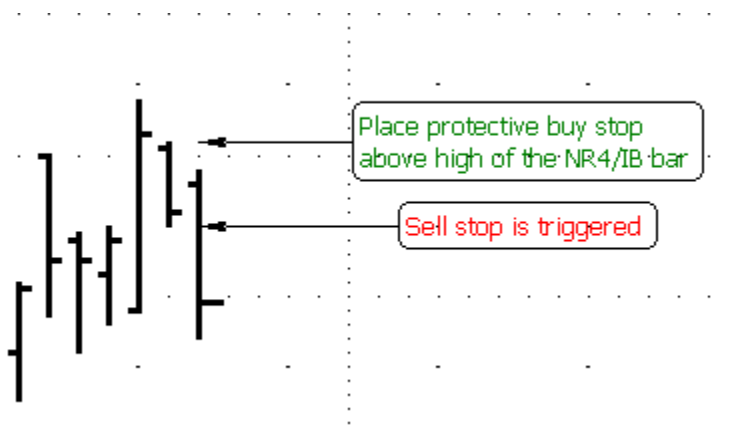 Place protective buy stop
above high of the NR4/IB bar
Sell stop is triggered